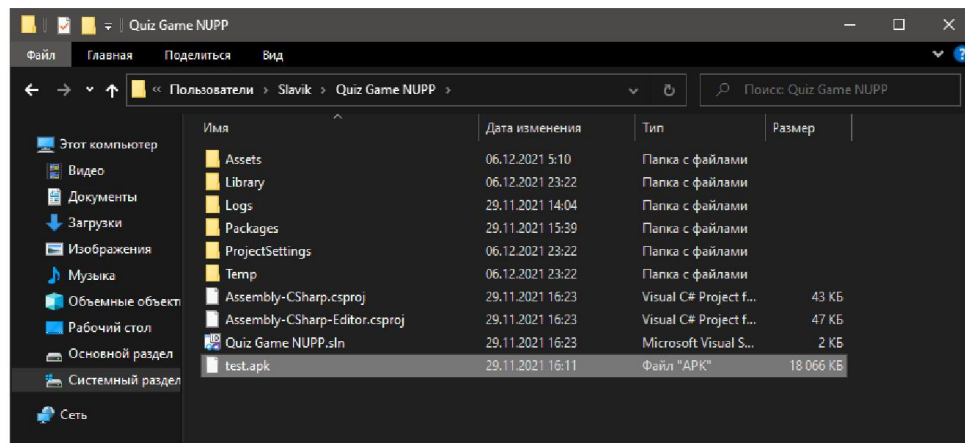 Quiz Game NUPP
Файл Главная Поделиться Вид
« Пользователи > Slavik > Quiz Game NUPP > Поиск: Quiz Game NUPP
Имя Дата изменения Тип Размер
Этот компьютер
Видео
Документы
Загрузки
Изображения
Музыка
Объемные объект
Рабочий стол
Основной раздел
Системный раздел
Сеть
Assets 06.12.2021 5:10 Папка с файлами
Library 06.12.2021 23:22 Папка с файлами
Logs 29.11.2021 14:04 Папка с файлами
Packages 29.11.2021 15:39 Папка с файлами
ProjectSettings 06.12.2021 23:22 Папка с файлами
Temp 06.12.2021 23:22 Папка с файлами
Assembly-CSharp.csproj 29.11.2021 16:23 Visual C# Project f... 43 КБ
Assembly-CSharp-Editor.csproj 29.11.2021 16:23 Visual C# Project f... 47 КБ
Quiz Game NUPP.sln 29.11.2021 16:23 Microsoft Visual S... 2 КБ
test.apk 29.11.2021 16:11 Файл "APK" 18 066 КБ